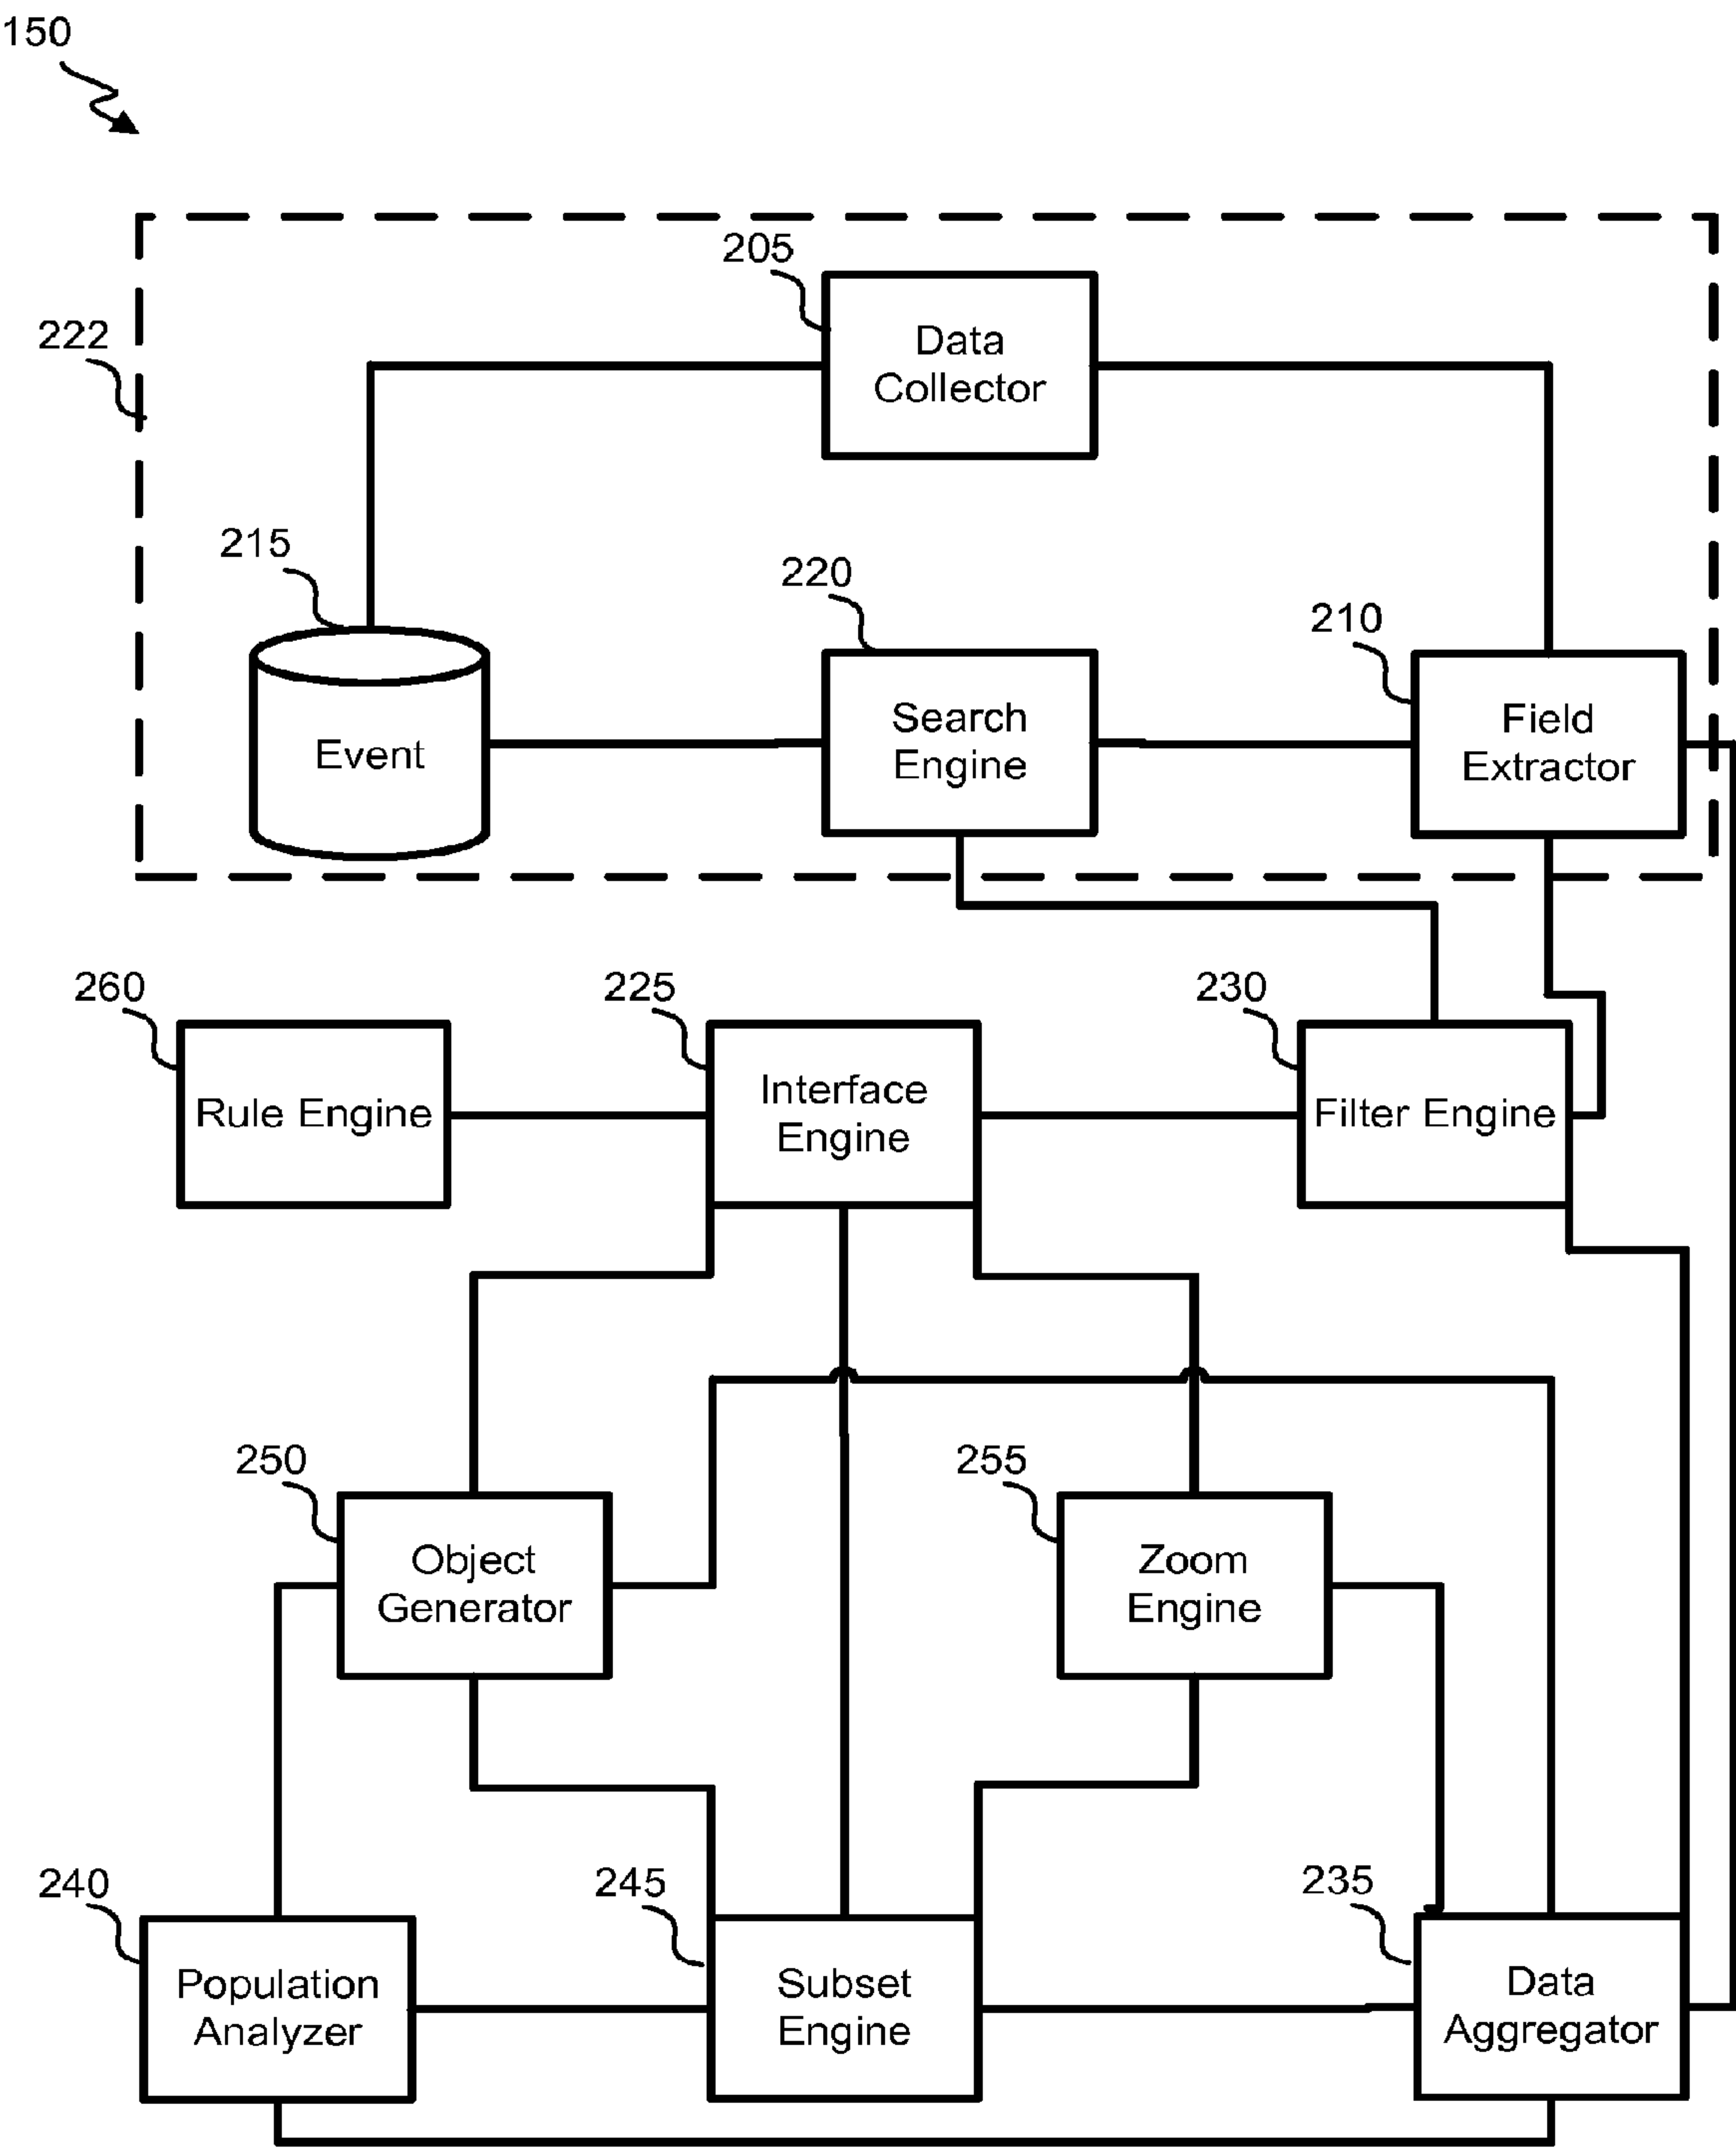 150
205
222
Data
Collector
215
220
210
Event
Search
Engine
Field
Extractor
260
225
230
Rule Engine
Interface
Engine
Filter Engine
250
255
Object
Generator
Zoom
Engine
240
245
235
Population
Analyzer
Subset
Engine
Data
Aggregator